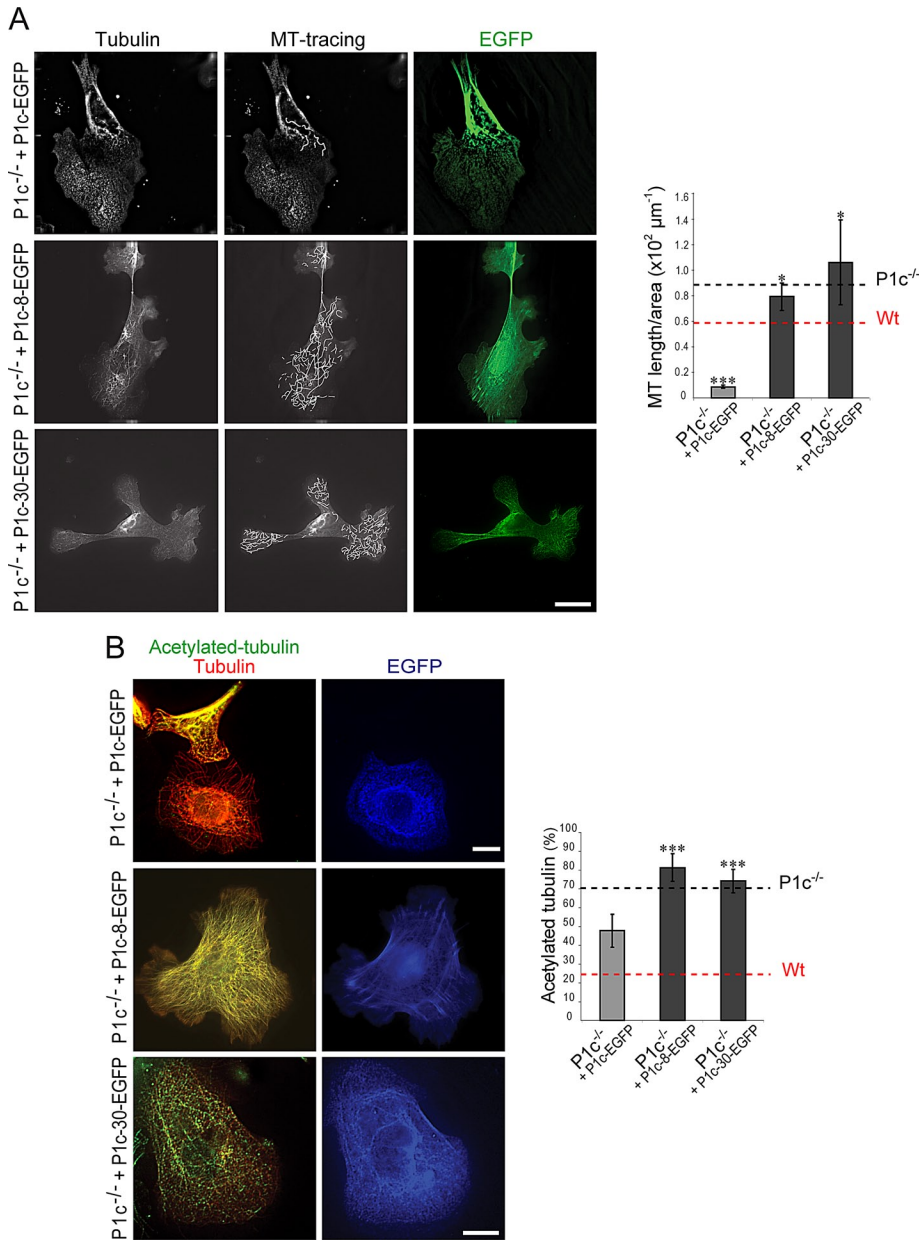 A
Tubulin MT-tracing EGFP
P1c⁻/⁻ + P1c-EGFP
P1c⁻/⁻ + P1c-8-EGFP
P1c⁻/⁻ + P1c-30-EGFP
MT length/area (x10² µm⁻¹)
1.6
1.4
1.2
1.0
0.8
0.6
0.4
0.2
0
***
*
*
P1c⁻/⁻
Wt
P1c⁻/⁻
+ P1c-EGFP
P1c⁻/⁻
+ P1c-8-EGFP
P1c⁻/⁻
+ P1c-30-EGFP
B
Acetylated-tubulin
Tubulin EGFP
P1c⁻/⁻ + P1c-EGFP
P1c⁻/⁻ + P1c-8-EGFP
P1c⁻/⁻ + P1c-30-EGFP
Acetylated tubulin (%)
100
90
80
70
60
50
40
30
20
10
0
***
***
P1c⁻/⁻
Wt
P1c⁻/⁻
+ P1c-EGFP
P1c⁻/⁻
+ P1c-8-EGFP
P1c⁻/⁻
+ P1c-30-EGFP